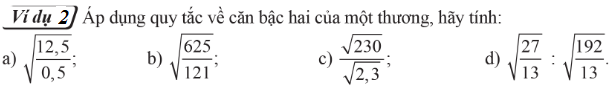 Ví dụ 2 Áp dụng quy tắc về căn bậc hai của một thương, hãy tính:
a) √(12,5/0,5); b) √(625/121); c) √230/√2,3; d) √(27/13) : √(192/13).